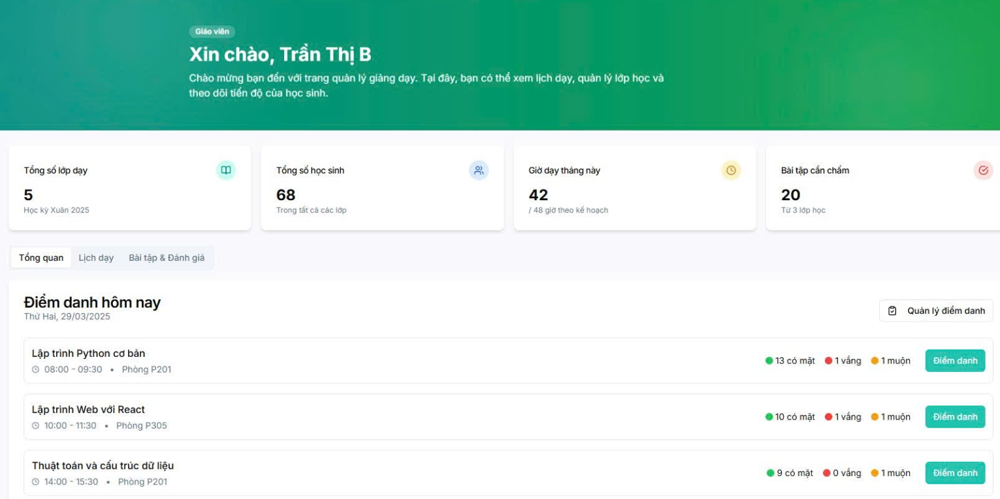 Giáo viên
Xin chào, Trần Thị B
Chào mừng bạn đến với trang quản lý giảng dạy. Tại đây, bạn có thể xem lịch dạy, quản lý lớp học và
theo dõi tiến độ của học sinh.
Tổng số lớp dạy
5
Học kỳ Xuân 2025
Tổng số học sinh
68
Trong tất cả các lớp
Giờ dạy tháng này
42
/ 48 giờ theo kế hoạch
Bài tập cần chấm
20
Từ 3 lớp học
Tổng quan Lịch dạy Bài tập & Đánh giá
Điểm danh hôm nay
Thứ Hai, 29/03/2025
Quản lý điểm danh
Lập trình Python cơ bản
08:00 - 09:30 • Phòng P201
13 có mặt 1 vắng 1 muộn Điểm danh
Lập trình Web với React
10:00 - 11:30 • Phòng P305
10 có mặt 1 vắng 1 muộn Điểm danh
Thuật toán và cấu trúc dữ liệu
14:00 - 15:30 • Phòng P201
9 có mặt 0 vắng 1 muộn Điểm danh